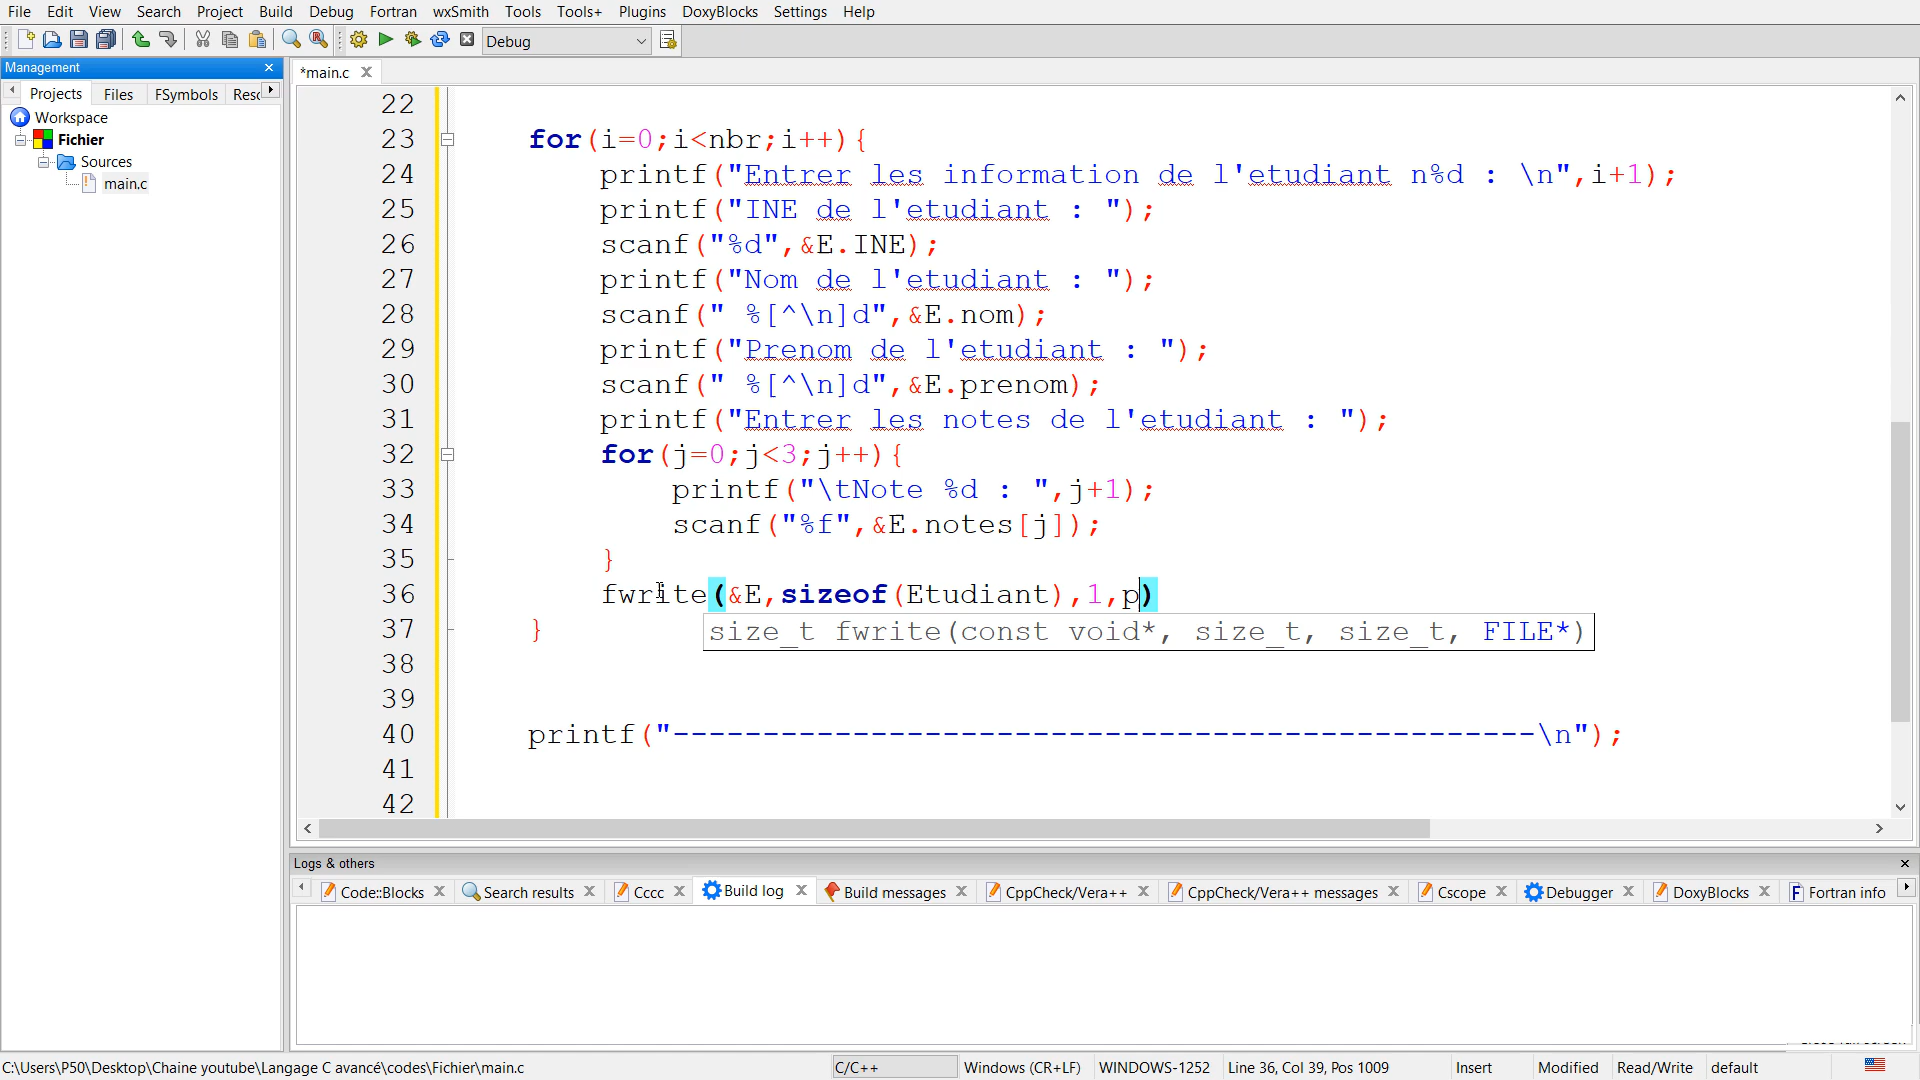 File Edit View Search Project Build Debug Fortran wxSmith Tools Tools+ Plugins DoxyBlocks Settings Help
Debug
Management
*main.c
Projects Files FSymbols Resc
Workspace
Fichier
Sources
main.c
22
23 for(i=0;i<nbr;i++){
24 printf("Entrer les information de l'etudiant n%d : \n",i+1);
25 printf("INE de l'etudiant : ");
26 scanf("%d",&E.INE);
27 printf("Nom de l'etudiant : ");
28 scanf(" %[^\n]d",&E.nom);
29 printf("Prenom de l'etudiant : ");
30 scanf(" %[^\n]d",&E.prenom);
31 printf("Entrer les notes de l'etudiant : ");
32 for(j=0;j<3;j++){
33 printf("\tNote %d : ",j+1);
34 scanf("%f",&E.notes[j]);
35 }
36 fwrite(&E,sizeof(Etudiant),1,p)
size_t fwrite(const void*, size_t, size_t, FILE*)
37 }
38
39
40 printf("------------------------------------------------\n");
41
42
Logs & others
Code::Blocks Search results Cccc Build log Build messages CppCheck/Vera++ CppCheck/Vera++ messages Cscope Debugger DoxyBlocks Fortran info
C:\Users\P50\Desktop\Chaine youtube\Langage C avancé\codes\Fichier\main.c C/C++ Windows (CR+LF) WINDOWS-1252 Line 36, Col 39, Pos 1009 Insert Modified Read/Write default